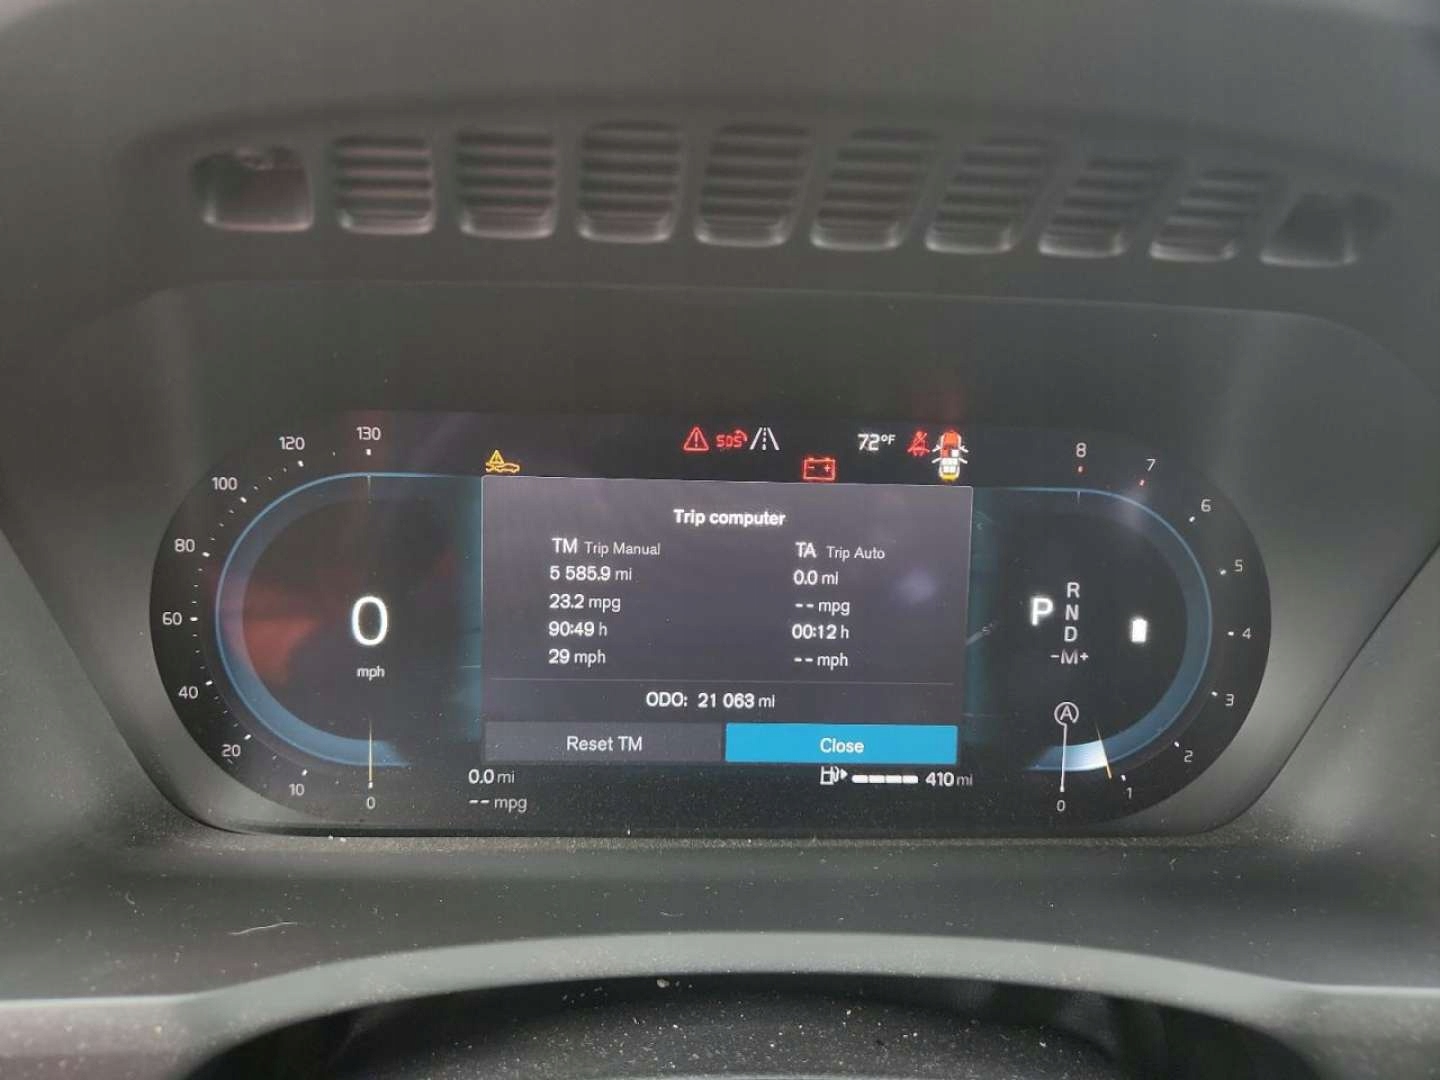 130
120
100
80
60
40
20
10
0
0
mph
SOS
72°F
Trip computer
TM Trip Manual
5 585.9 mi
23.2 mpg
90:49 h
29 mph
TA Trip Auto
0.0 mi
-- mpg
00:12 h
-- mph
ODO: 21 063 mi
Reset TM
Close
0.0 mi
-- mpg
410 mi
P
R
N
D
-M+
A
8
7
6
5
4
3
2
1
0